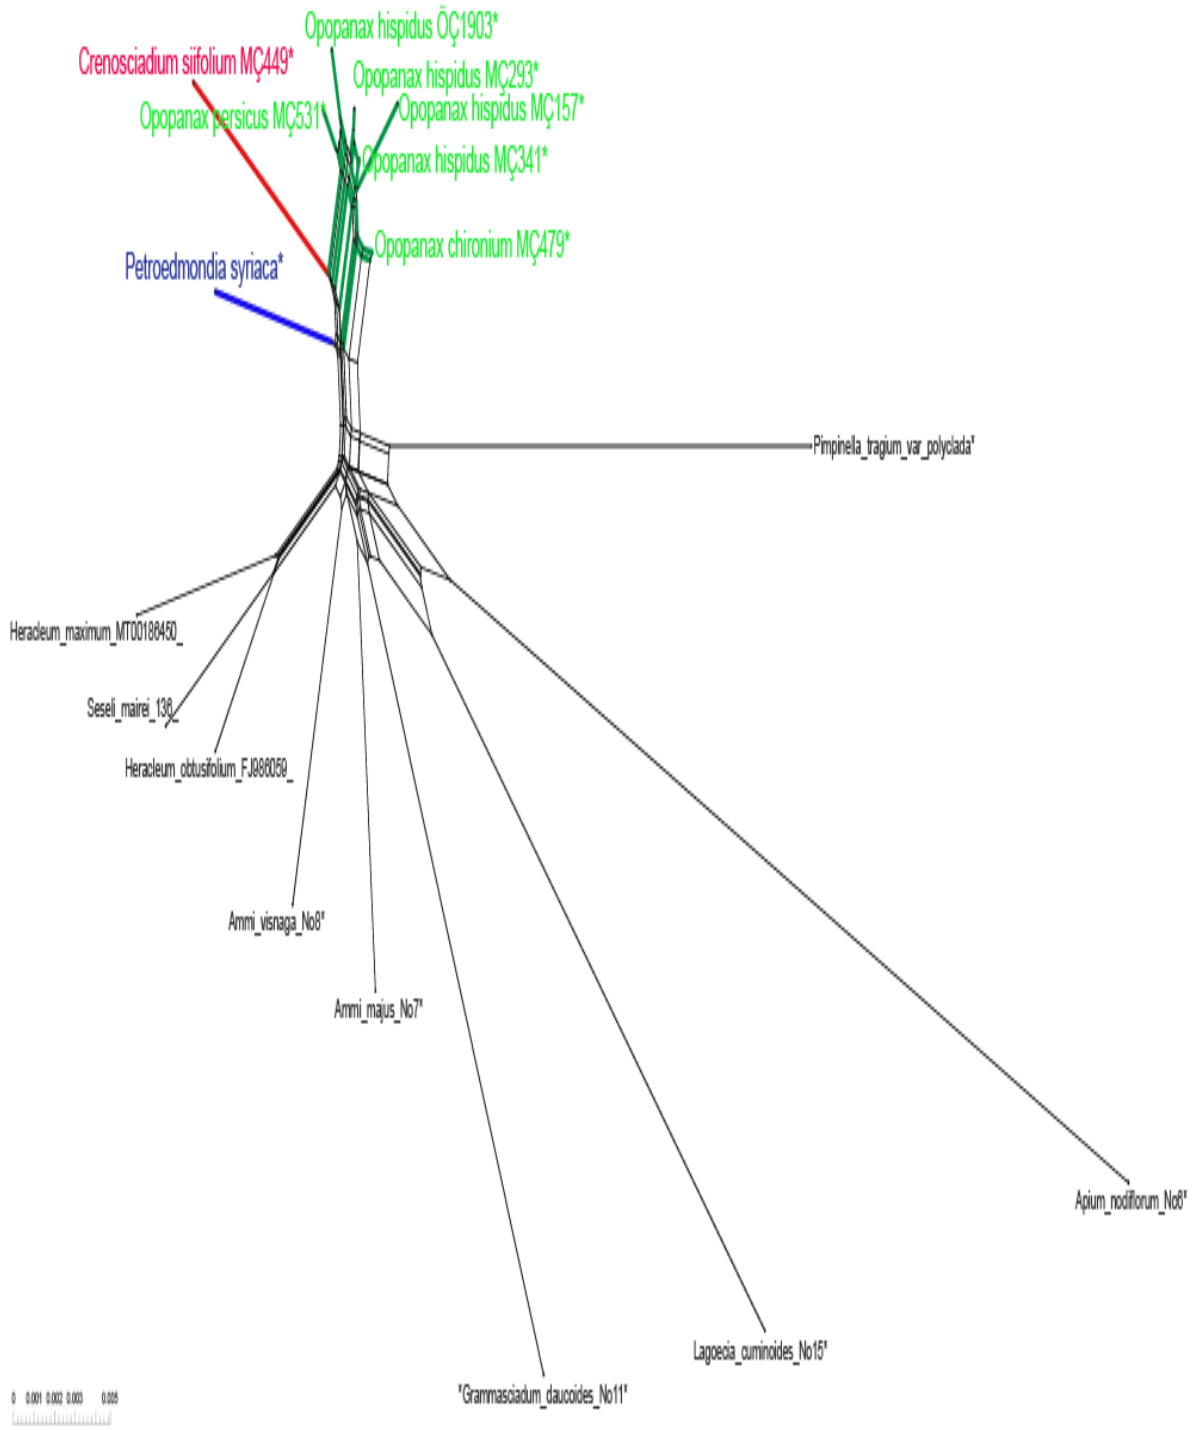 Opopanax hispidus ÖÇ1903*
Crenosciadium siifolium MÇ449*
Opopanax hispidus MÇ293*
Opopanax persicus MÇ531*
Opopanax hispidus MÇ157*
Opopanax hispidus MÇ341*
Opopanax chironium MÇ479*
Petroedmondia syriaca*
Pimpinella_tragium_var_polyclada*
Heracleum_maximum_MT00186450_
Seseli_mairei_136_
Heracleum_obtusifolium_FJ986059_
Ammi_visnaga_No8*
Ammi_majus_No7*
Apium_nodiflorum_No6*
Lagoecia_cuminoides_No15*
"Grammosciadum_daucoides_No11"
0 0.001 0.002 0.003 0.005